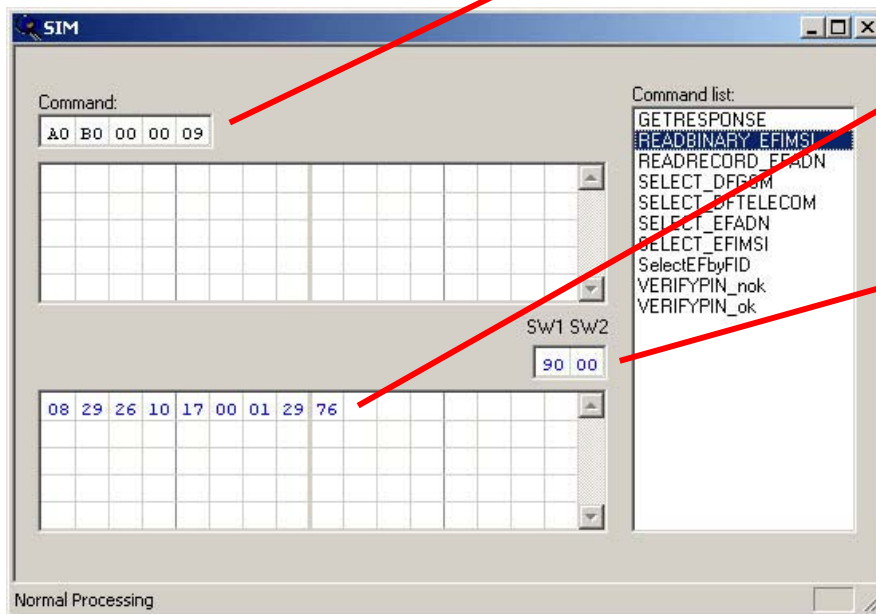 SIM
Command:
A0 B0 00 00 09
Command list:
GETRESPONSE
READBINARY_EFIMSI
READRECORD_EFADN
SELECT_DFGSM
SELECT_DFTELECOM
SELECT_EFADN
SELECT_EFIMSI
SelectEFbyFID
VERIFYPIN_nok
VERIFYPIN_ok
SW1 SW2
90 00
08 29 26 10 17 00 01 29 76
Normal Processing